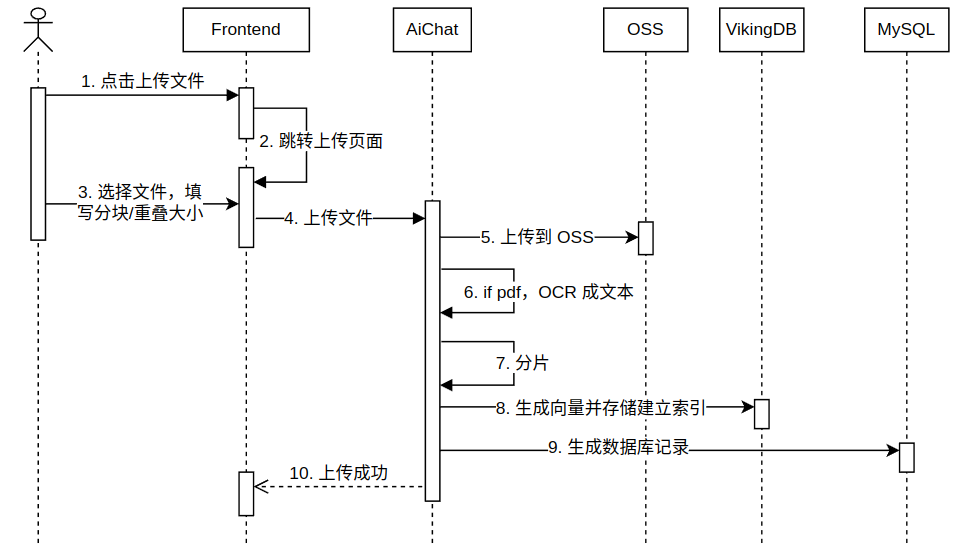 Frontend
AiChat
OSS
VikingDB
MySQL
1. 点击上传文件
2. 跳转上传页面
3. 选择文件，填
写分块/重叠大小
4. 上传文件
5. 上传到 OSS
6. if pdf，OCR 成文本
7. 分片
8. 生成向量并存储建立索引
9. 生成数据库记录
10. 上传成功